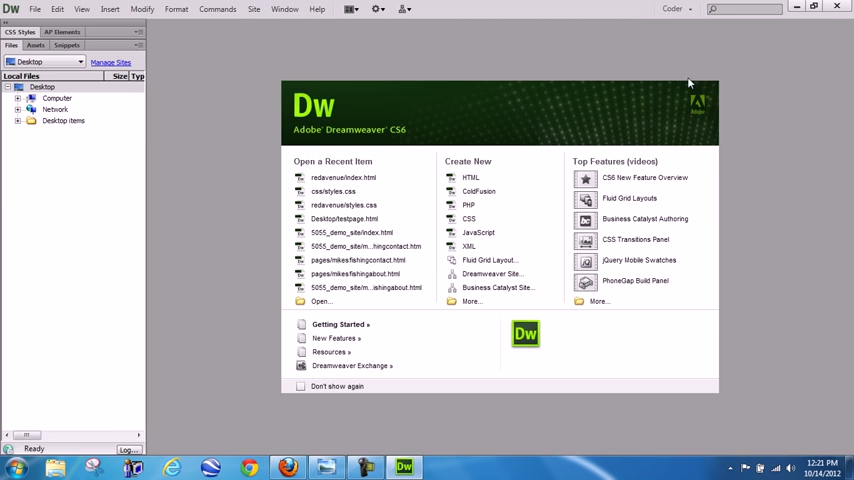 Dw File Edit View Insert Modify Format Commands Site Window Help Coder
CSS Styles AP Elements
Files Assets Snippets
Desktop Manage Sites
Local Files Size Typ
Desktop
Computer
Network
Desktop items
Dw
Adobe® Dreamweaver® CS6
Adobe
Open a Recent Item
redavenue/index.html
css/styles.css
redavenue/styles.css
Desktop/testpage.html
5055_demo_site/index.html
5055_demo_site/m...hingcontact.htm
pages/mikesfishingcontact.html
pages/mikesfishingabout.html
5055_demo_site/m...ishingabout.html
Open...
Create New
HTML
ColdFusion
PHP
CSS
JavaScript
XML
Fluid Grid Layout...
Dreamweaver Site...
Business Catalyst Site...
More...
Top Features (videos)
CS6 New Feature Overview
Fluid Grid Layouts
Business Catalyst Authoring
CSS Transitions Panel
jQuery Mobile Swatches
PhoneGap Build Panel
More...
Getting Started »
New Features »
Resources »
Dreamweaver Exchange »
Dw
Don't show again
Ready Log...
Dw
12:21 PM
10/14/2012